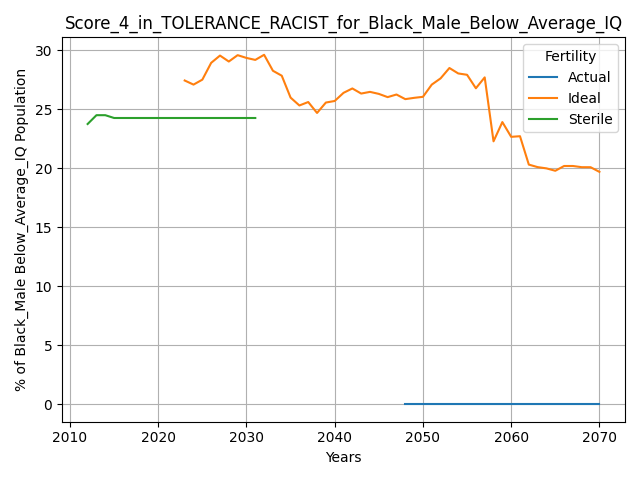 Score_4_in_TOLERANCE_RACIST_for_Black_Male_Below_Average_IQ
% of Black_Male Below_Average_IQ Population
30
25
20
15
10
5
0
Fertility
Actual
Ideal
Sterile
2010 2020 2030 2040 2050 2060 2070
Years